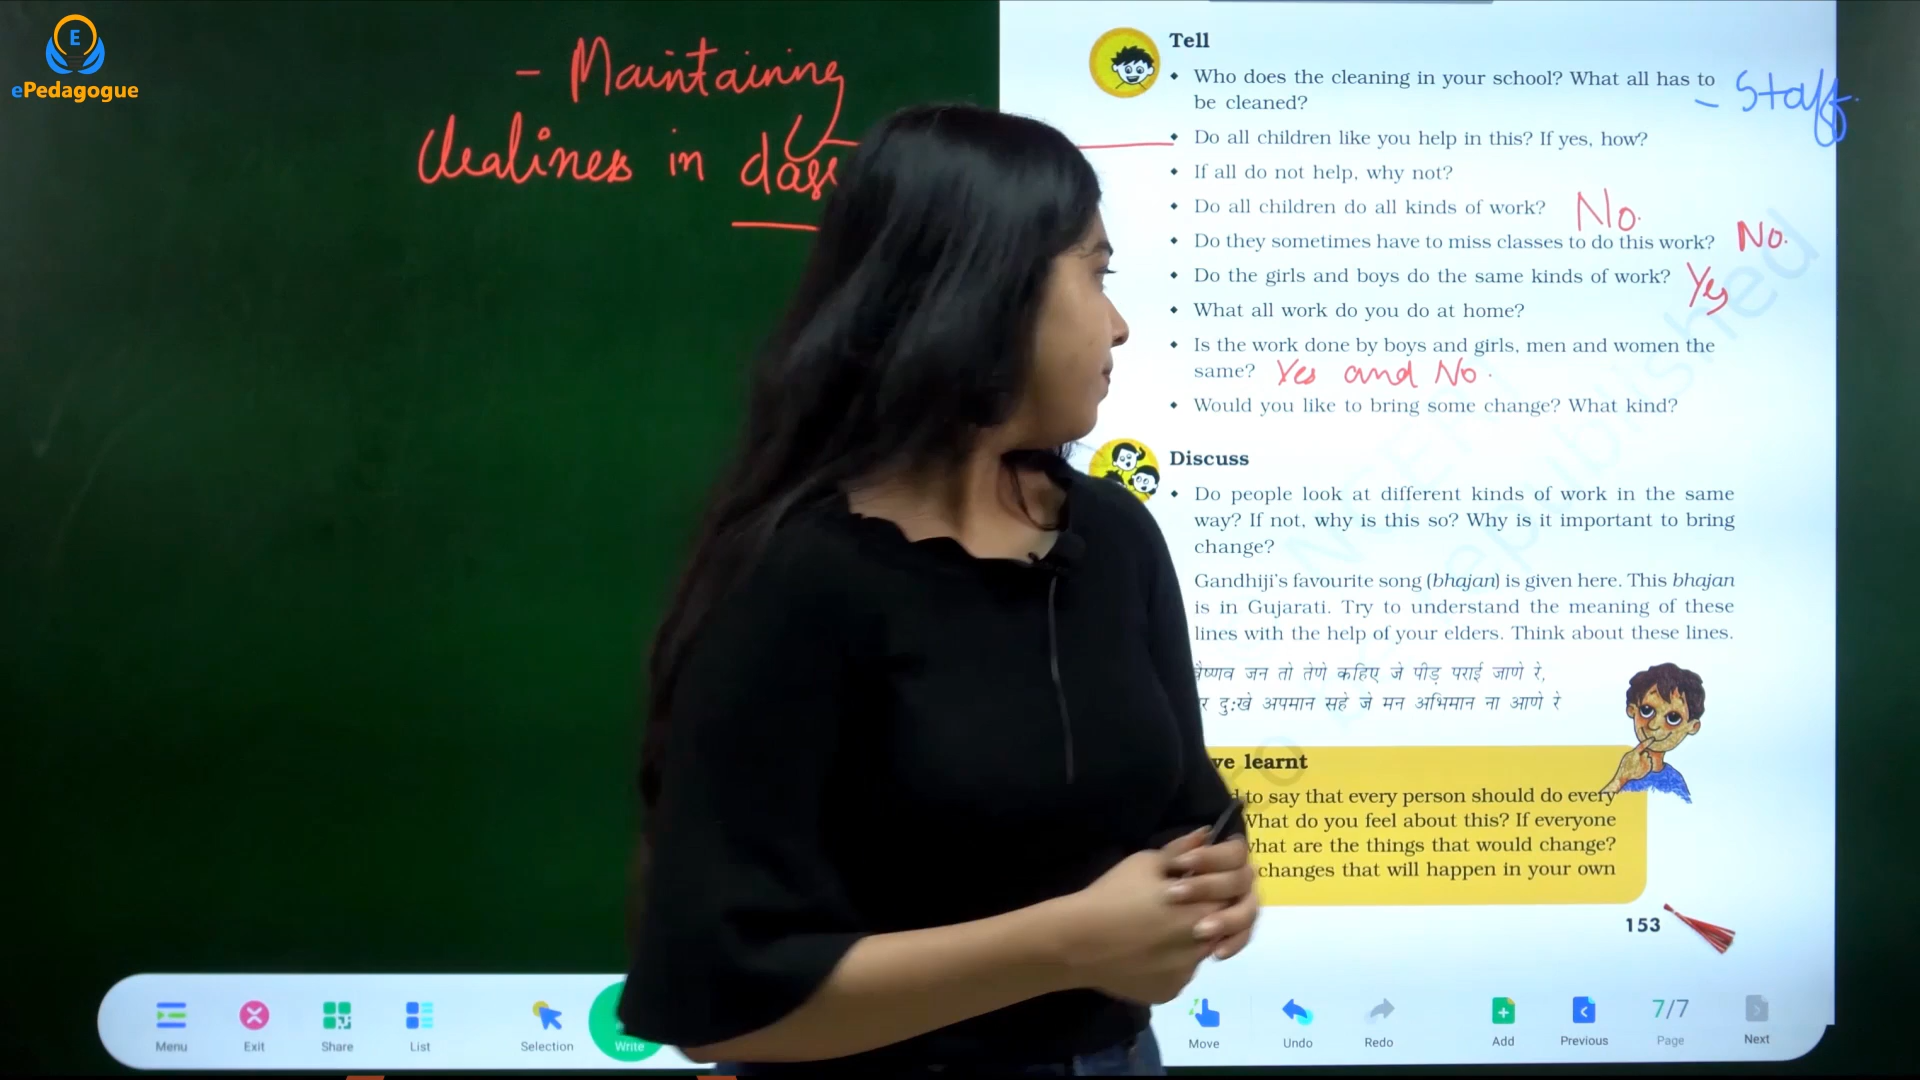 E
ePedagogue
- Maintaining
clealiness in class
Tell
• Who does the cleaning in your school? What all has to
be cleaned?
- Staff.
• Do all children like you help in this? If yes, how?
• If all do not help, why not?
• Do all children do all kinds of work? No.
• Do they sometimes have to miss classes to do this work? No.
• Do the girls and boys do the same kinds of work? Yes
• What all work do you do at home?
• Is the work done by boys and girls, men and women the
same? Yes and No.
• Would you like to bring some change? What kind?
Discuss
• Do people look at different kinds of work in the same
way? If not, why is this so? Why is it important to bring
change?
Gandhiji's favourite song (bhajan) is given here. This bhajan
is in Gujarati. Try to understand the meaning of these
lines with the help of your elders. Think about these lines.
वैष्णव जन तो तेणे कहिए जे पीड़ पराई जाणे रे,
दुःखे अपमान सहे जे मन अभिमान ना आणे रे
ve learnt
to say that every person should do every
What do you feel about this? If everyone
what are the things that would change?
changes that will happen in your own
153
Menu Exit Share List Selection Write Move Undo Redo Add Previous 7/7 Page Next